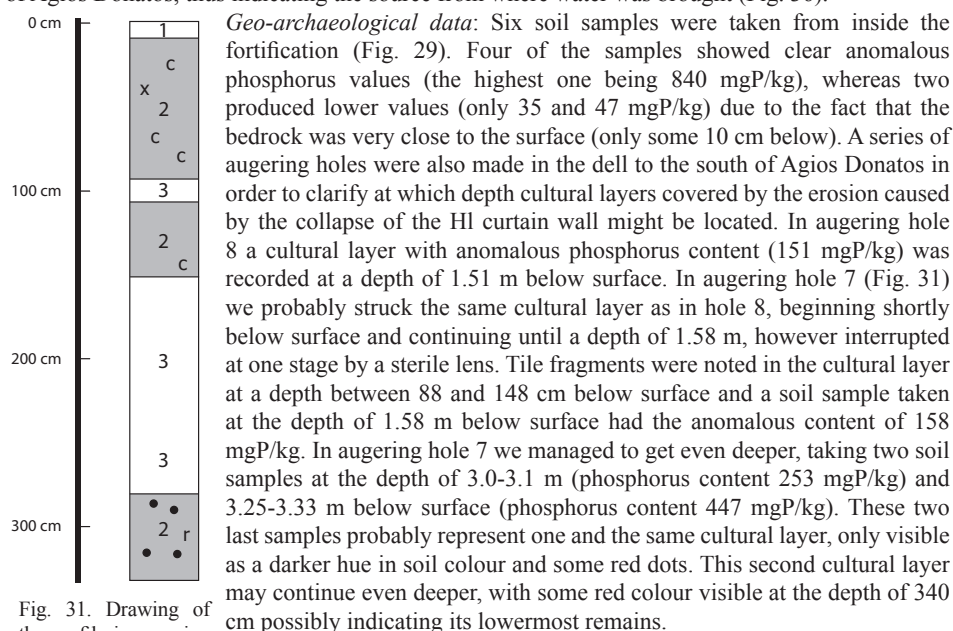 of Agios Donatos, thus indicating the source from where water was brought (Fig. 30).
Geo-archaeological data: Six soil samples were taken from inside the
fortification (Fig. 29). Four of the samples showed clear anomalous
phosphorus values (the highest one being 840 mgP/kg), whereas two
produced lower values (only 35 and 47 mgP/kg) due to the fact that the
bedrock was very close to the surface (only some 10 cm below). A series of
augering holes were also made in the dell to the south of Agios Donatos in
order to clarify at which depth cultural layers covered by the erosion caused
by the collapse of the Hl curtain wall might be located. In augering hole
8 a cultural layer with anomalous phosphorus content (151 mgP/kg) was
recorded at a depth of 1.51 m below surface. In augering hole 7 (Fig. 31)
we probably struck the same cultural layer as in hole 8, beginning shortly
below surface and continuing until a depth of 1.58 m, however interrupted
at one stage by a sterile lens. Tile fragments were noted in the cultural layer
at a depth between 88 and 148 cm below surface and a soil sample taken
at the depth of 1.58 m below surface had the anomalous content of 158
mgP/kg. In augering hole 7 we managed to get even deeper, taking two soil
samples at the depth of 3.0-3.1 m (phosphorus content 253 mgP/kg) and
3.25-3.33 m below surface (phosphorus content 447 mgP/kg). These two
last samples probably represent one and the same cultural layer, only visible
as a darker hue in soil colour and some red dots. This second cultural layer
may continue even deeper, with some red colour visible at the depth of 340
cm possibly indicating its lowermost remains.
0 cm
1
c
x
2
c
c
100 cm
3
2
c
200 cm
3
3
300 cm
2 r
Fig. 31. Drawing of